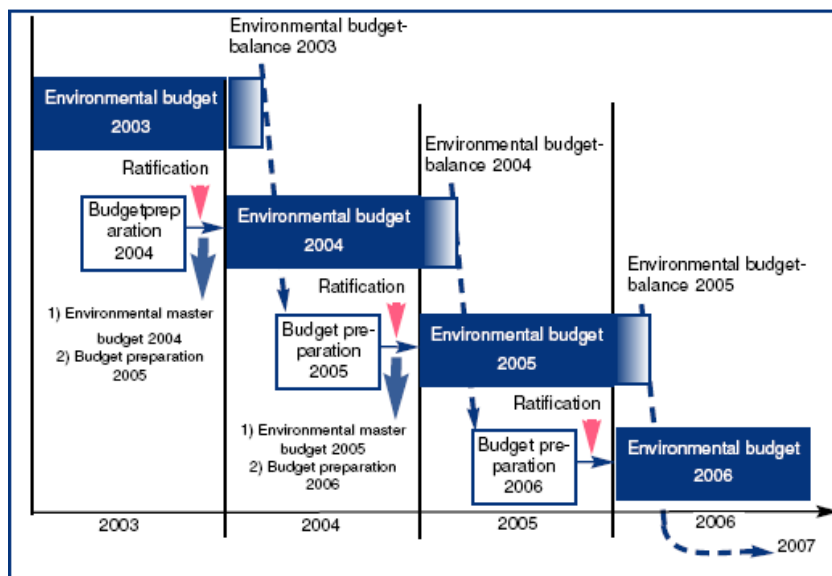 Environmental budget-
balance 2003
Environmental budget
2003
Ratification
Budgetprep
aration
2004
1) Environmental master
budget 2004
2) Budget preparation
2005
Environmental budget-
balance 2004
Environmental budget
2004
Ratification
Budget pre-
paration
2005
1) Environmental master
budget 2005
2) Budget preparation
2006
Environmental budget-
balance 2005
Environmental budget
2005
Ratification
Budget pre-
paration
2006
Environmental budget
2006
2003
2004
2005
2006
2007